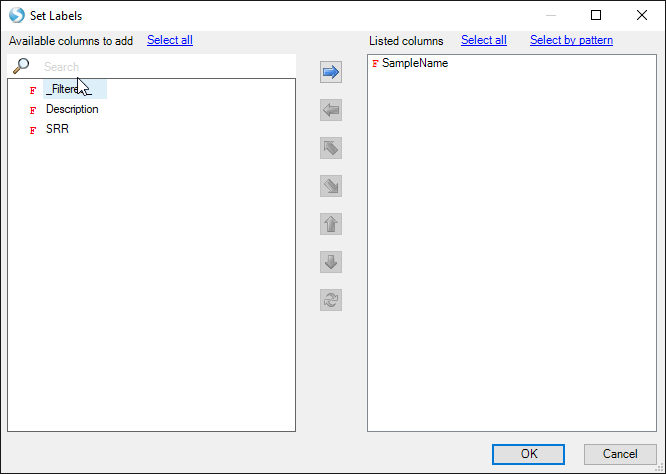 Set Labels
Available columns to add Select all
Listed columns Select all Select by pattern
Search
F
F Description
F SRR
F SampleName
OK Cancel